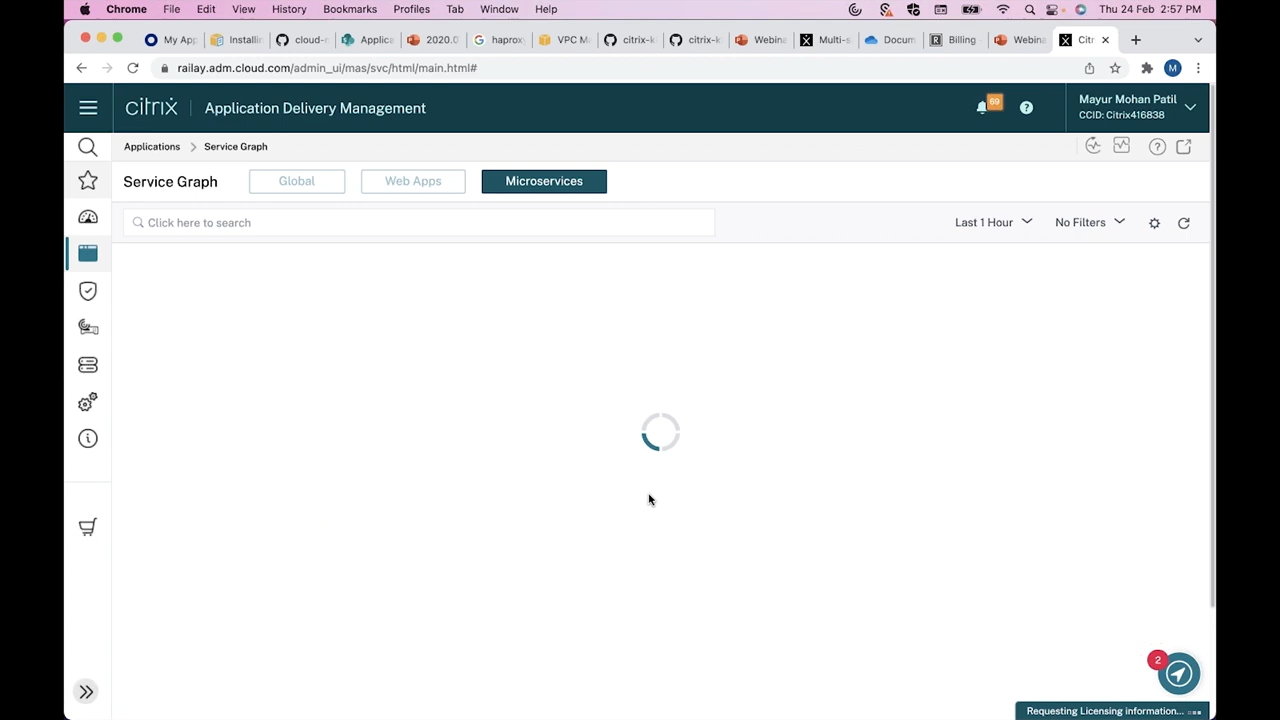 Chrome File Edit View History Bookmarks Profiles Tab Window Help Thu 24 Feb 2:57 PM
My App Installin cloud-n Applica 2020.0 haprox VPC M citrix-k citrix-k Webina Multi-s Docum Billing Webina Citr
railay.adm.cloud.com/admin_ui/mas/svc/html/main.html# M
citrix Application Delivery Management 69 Mayur Mohan Patil
CCID: Citrix416838
Applications Service Graph
Service Graph Global Web Apps Microservices
Click here to search Last 1 Hour No Filters
2
Requesting Licensing information...